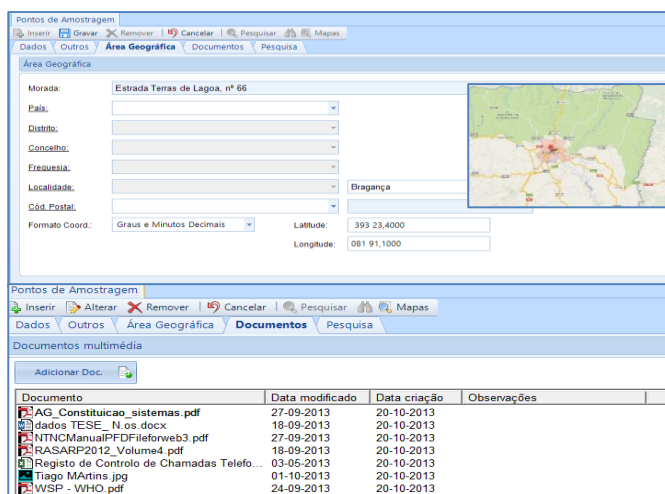 Pontos de Amostragem
Inserir Gravar Remover Cancelar Pesquisar Mapas
Dados Outros Área Geográfica Documentos Pesquisa
Área Geográfica
Morada: Estrada Terras de Lagoa, nº 66
País:
Distrito:
Concelho:
Freguesia:
Localidade: Bragança
Cód. Postal:
Formato Coord.: Graus e Minutos Decimais Latitude: 393 23,4000
Longitude: 081 91,1000
Pontos de Amostragem
Inserir Alterar Remover Cancelar Pesquisar Mapas
Dados Outros Área Geográfica Documentos Pesquisa
Documentos multimédia
Adicionar Doc.
Documento Data modificado Data criação Observações
AG_Constituicao_sistemas.pdf 27-09-2013 20-10-2013
dados TESE_ N.os.docx 18-09-2013 20-10-2013
NTNCManualPFDFileforweb3.pdf 27-09-2013 20-10-2013
RASARP2012_Volume4.pdf 18-09-2013 20-10-2013
Registo de Controlo de Chamadas Telefo... 03-05-2013 20-10-2013
Tiago MArtins.jpg 01-10-2013 20-10-2013
WSP - WHO.pdf 24-09-2013 20-10-2013